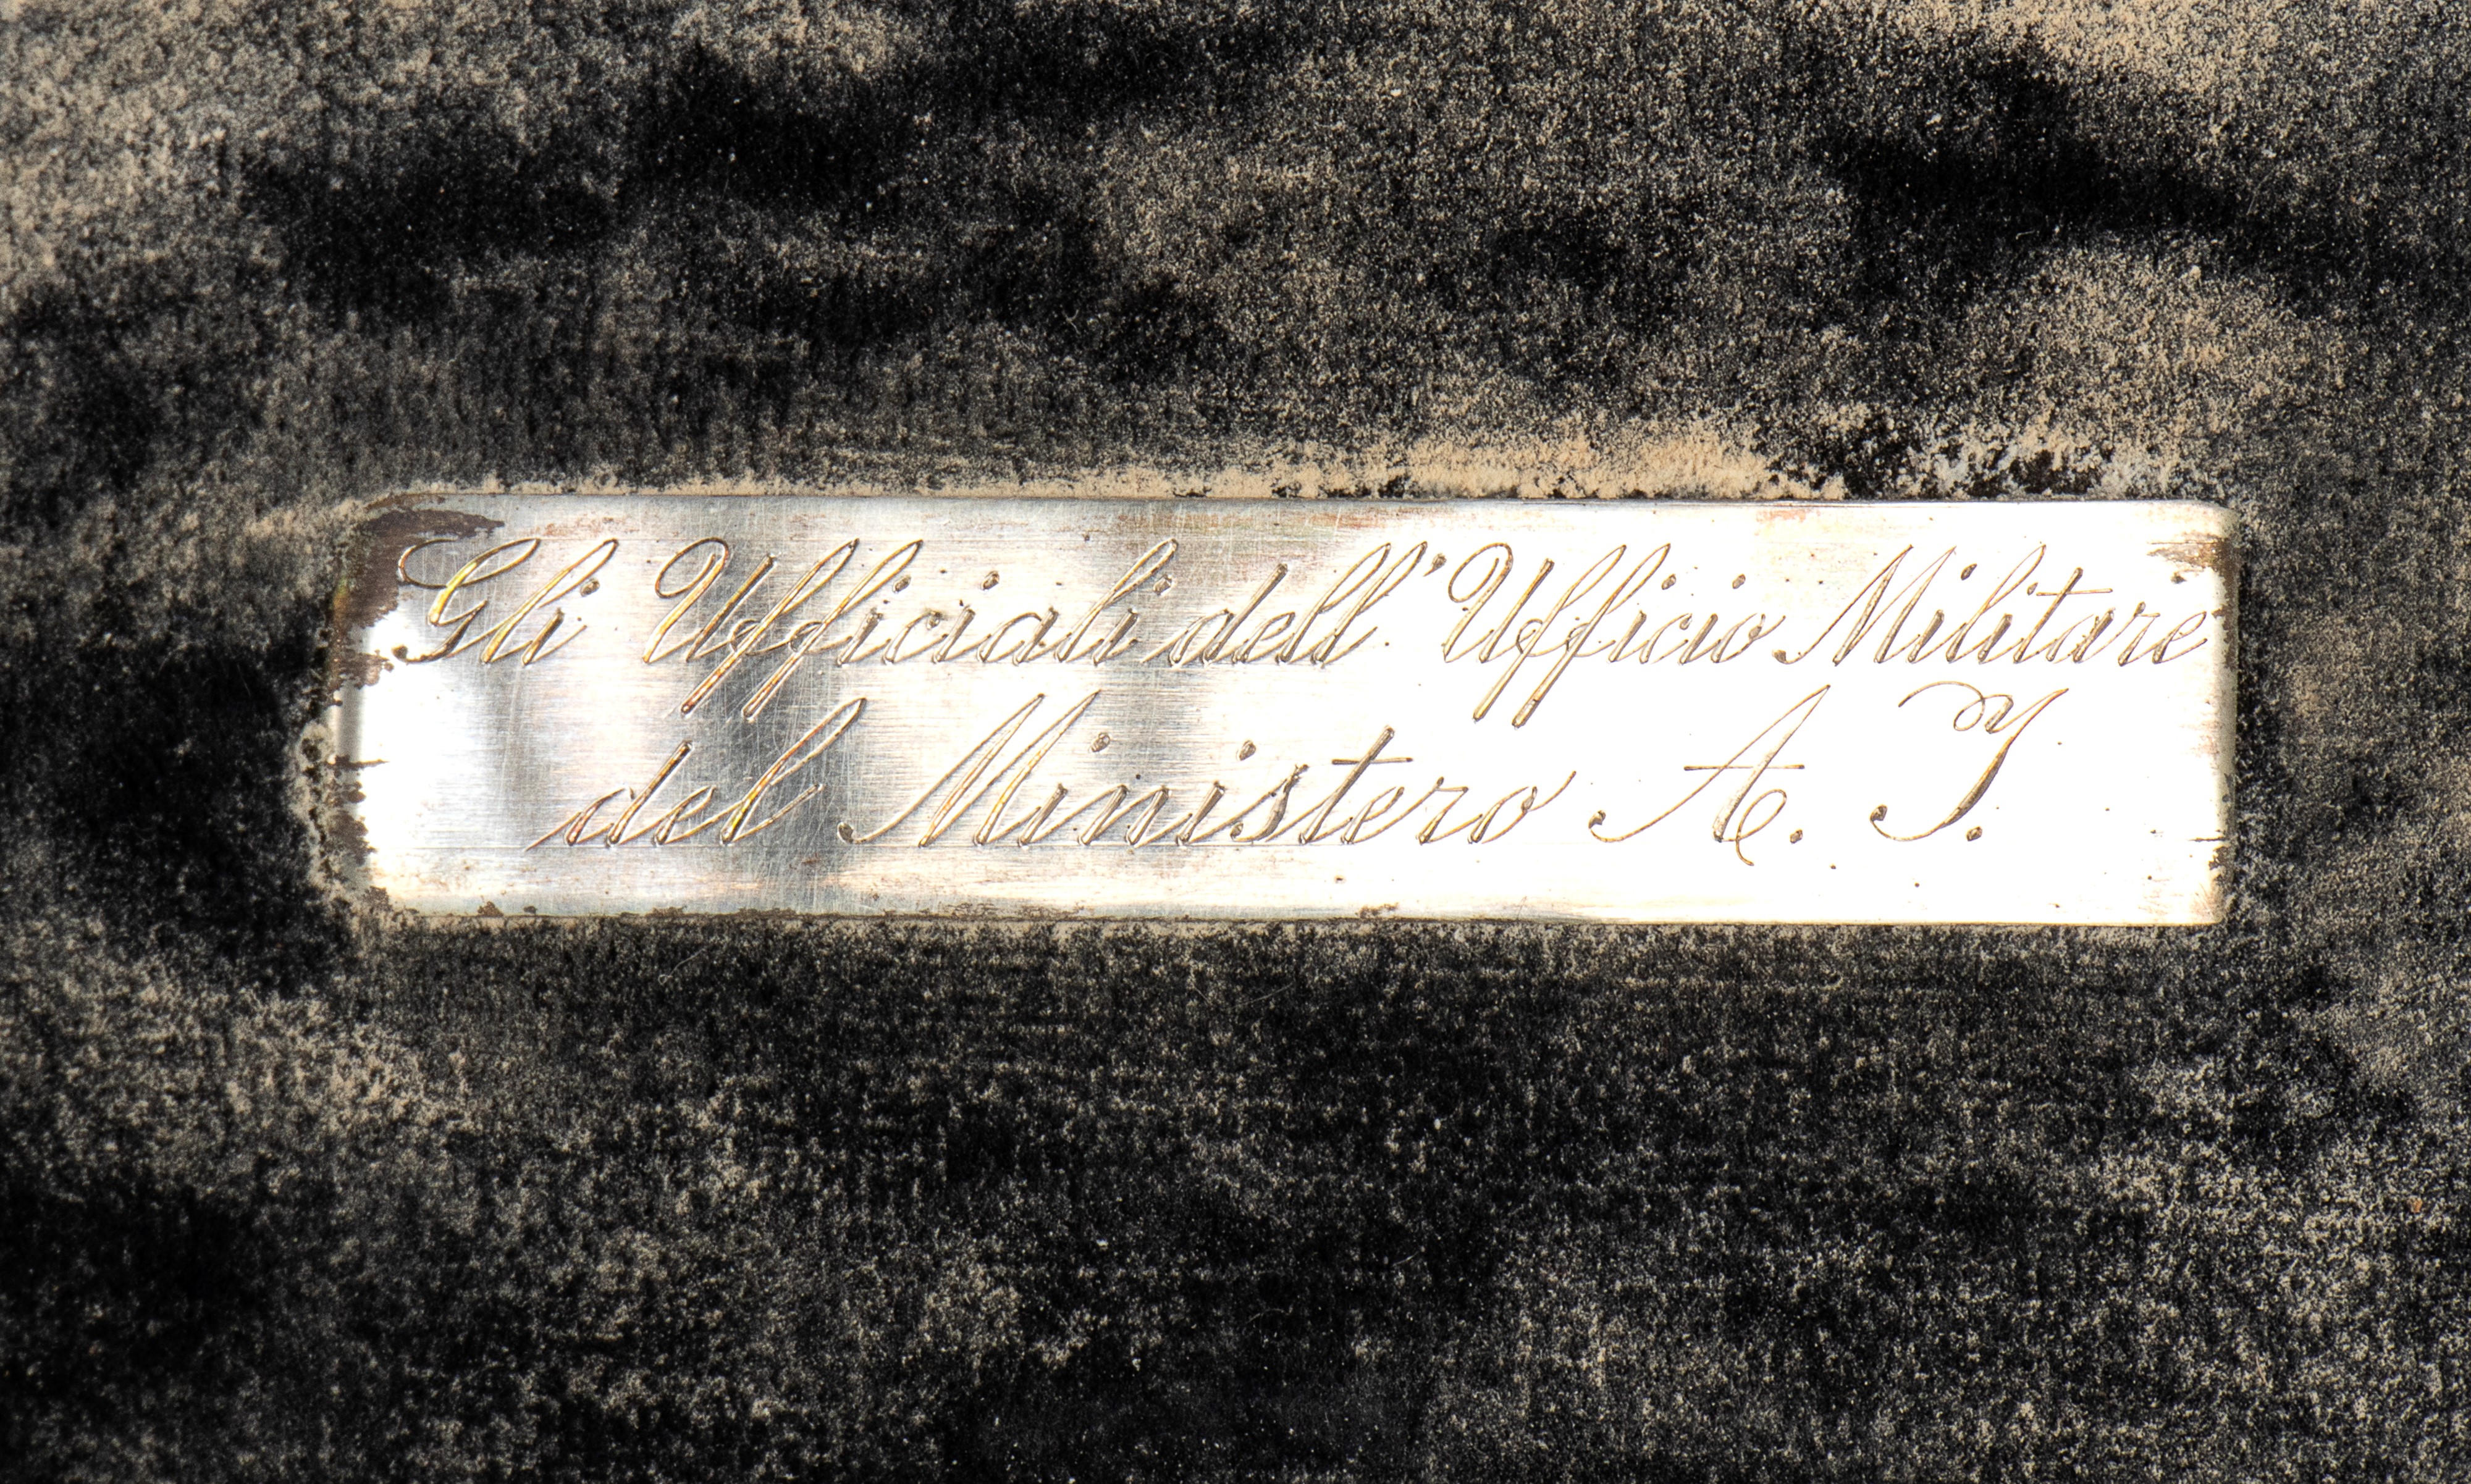 Gli Ufficiali dell' Ufficio Militare
del Ministero A. I.